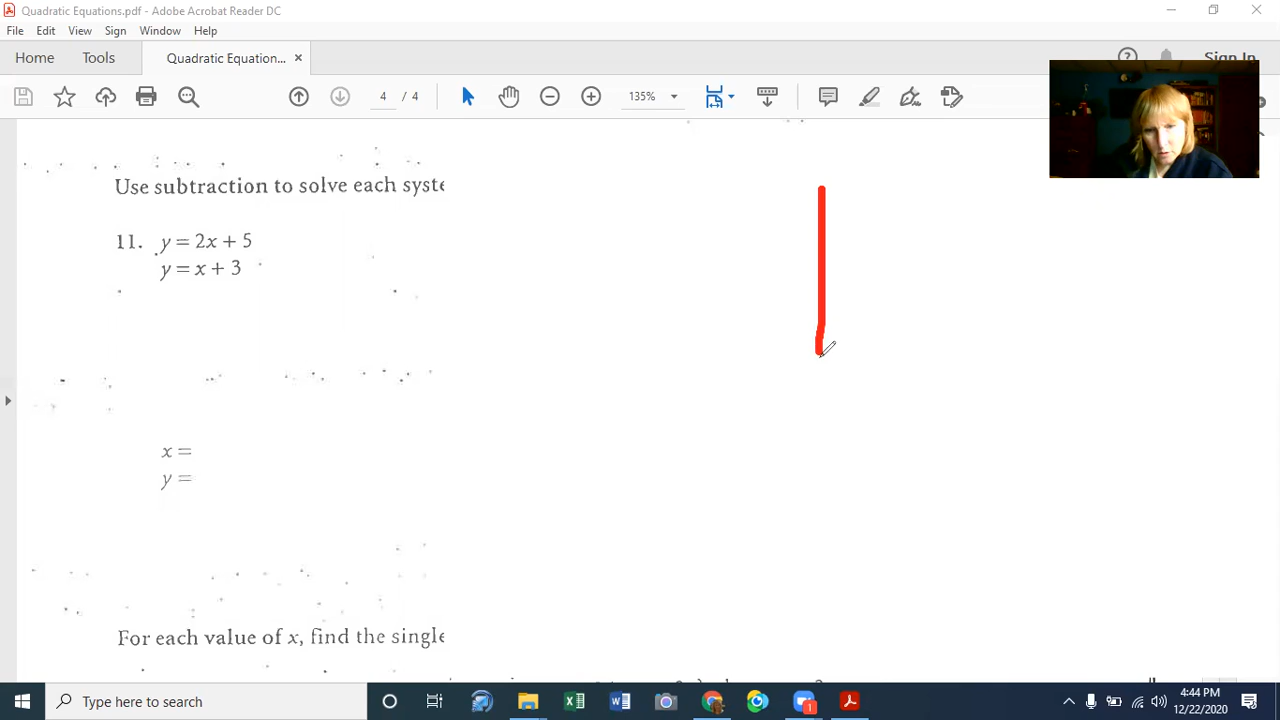 Quadratic Equations.pdf - Adobe Acrobat Reader DC
File Edit View Sign Window Help
Home Tools Quadratic Equation... × Sign In
4 / 4 135%
Use subtraction to solve each syste
11. y = 2x + 5
y = x + 3
x =
y =
For each value of x, find the single
Type here to search
1
4:44 PM
12/22/2020